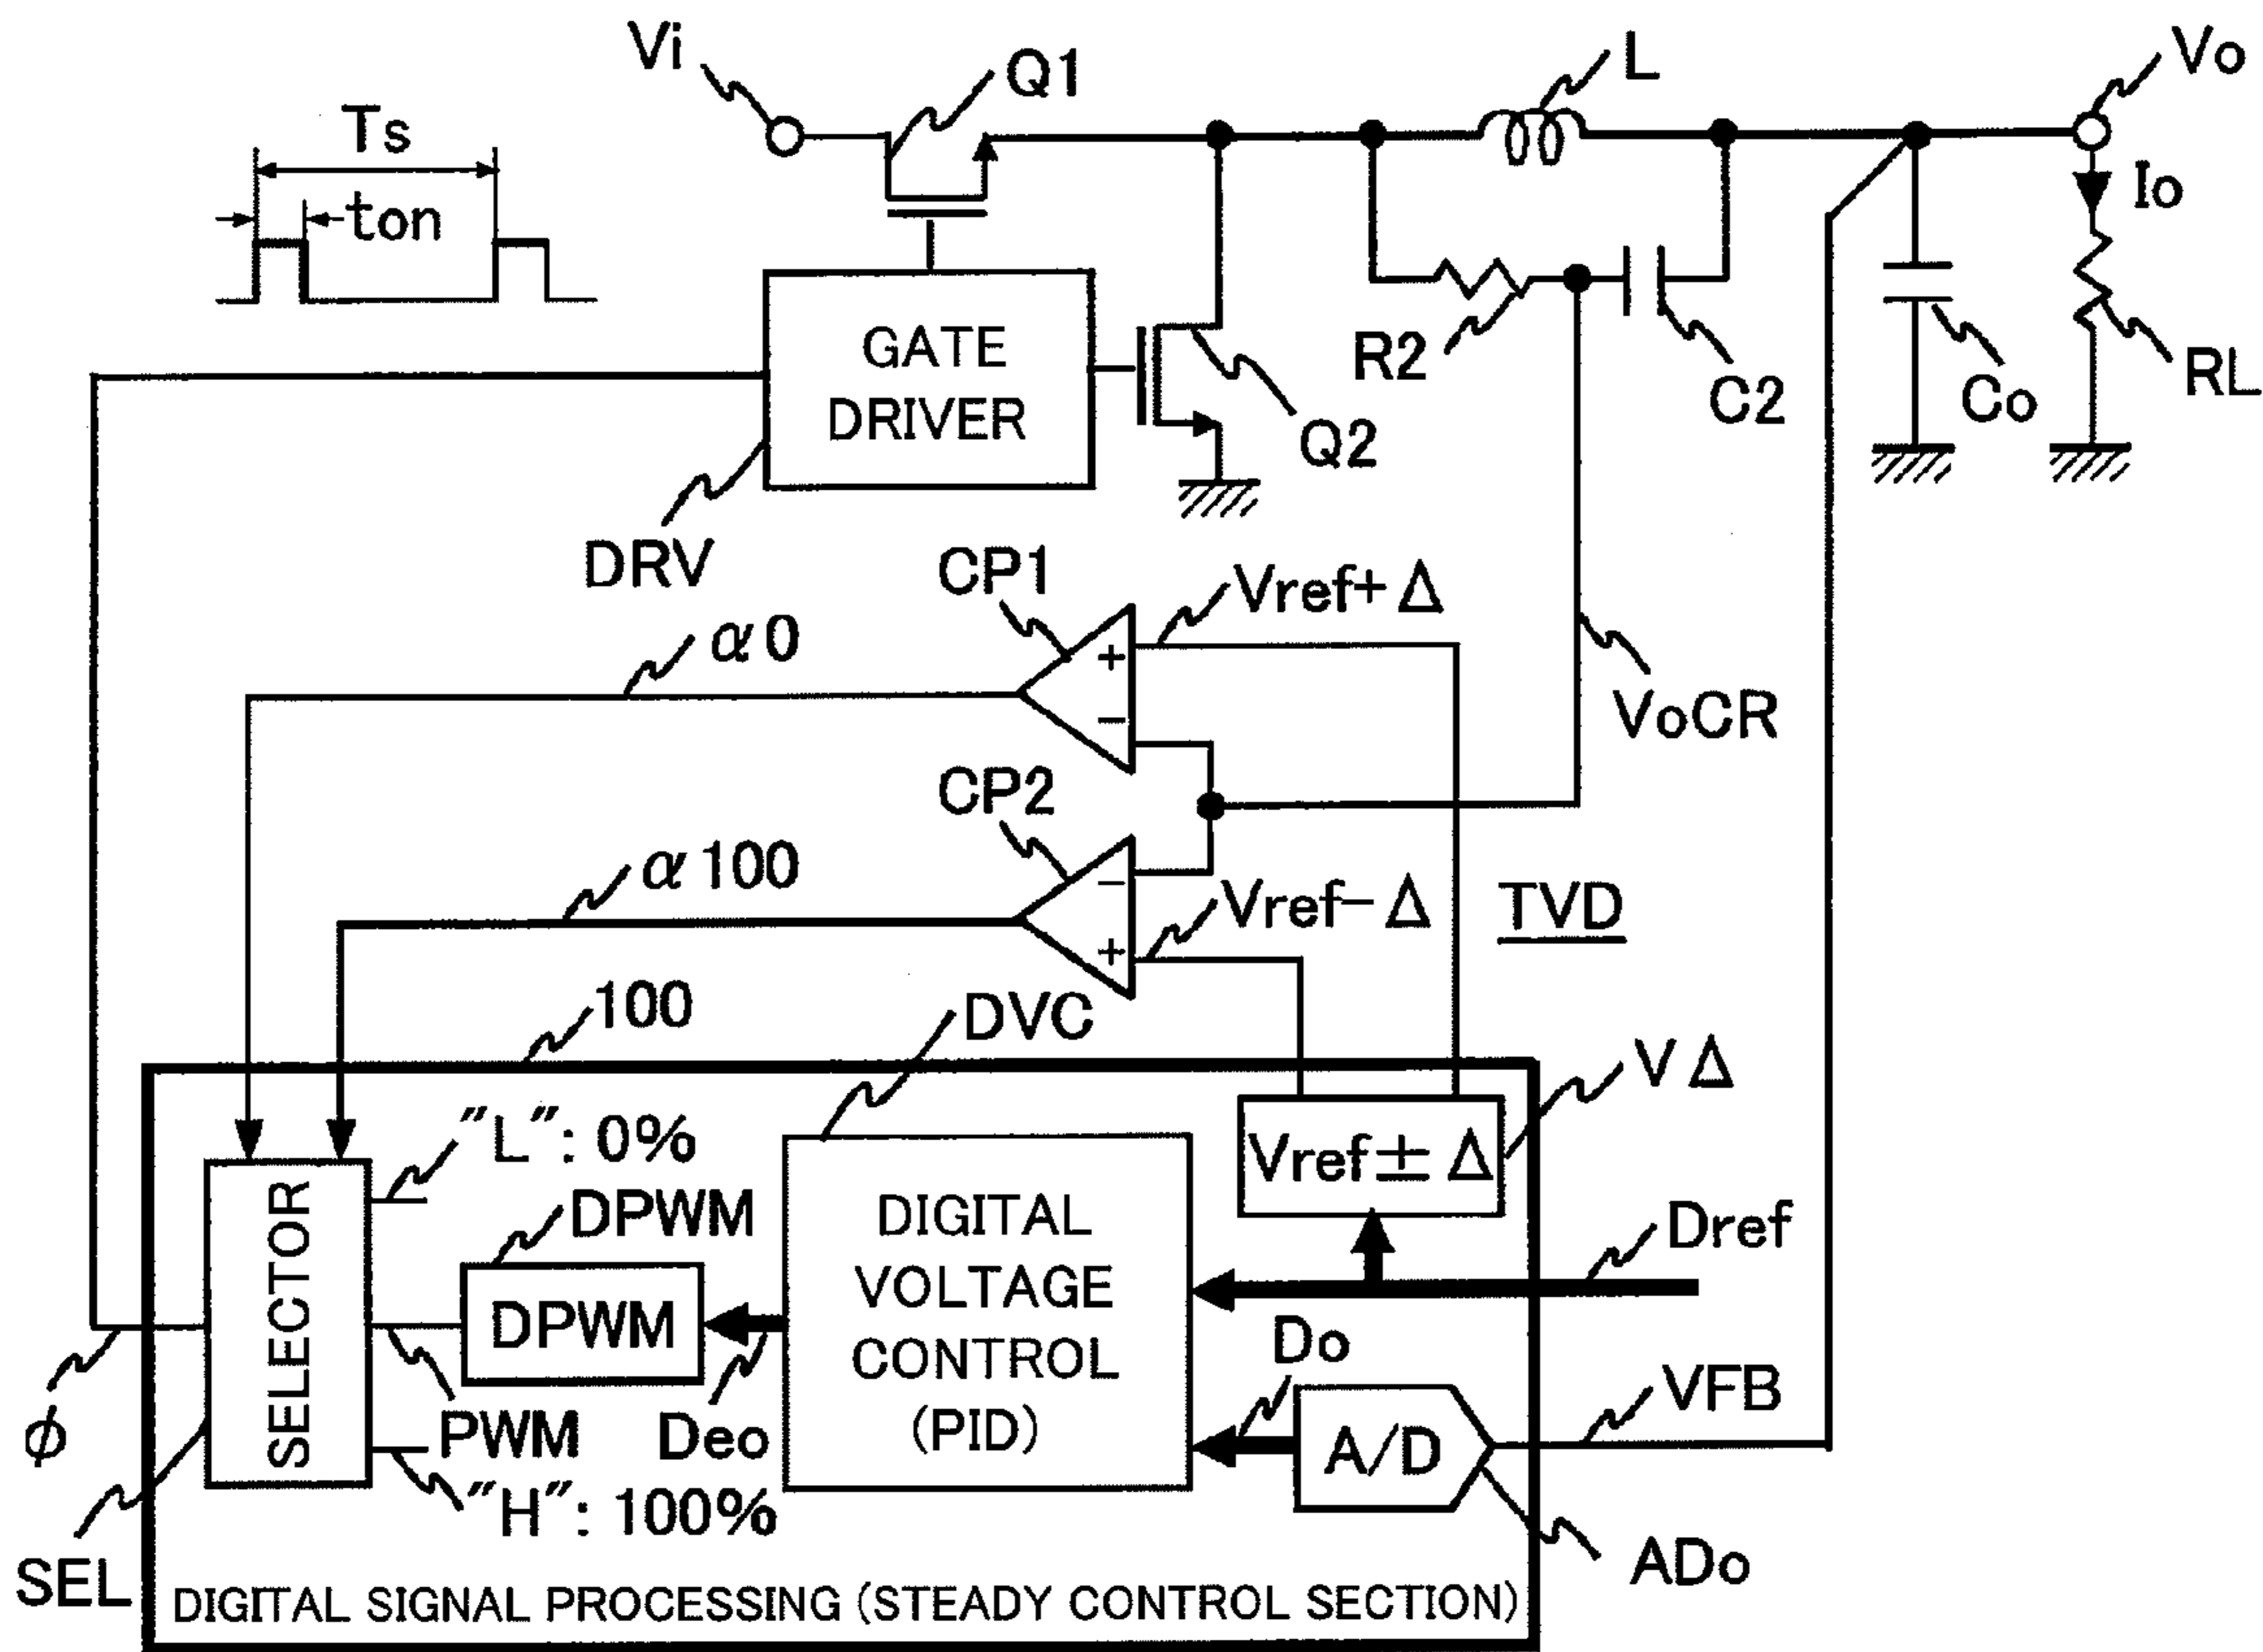 Vi
Q1
L
Vo
Ts
ton
Io
GATE
DRIVER
R2
C2
Co
RL
Q2
DRV
CP1
Vref+Δ
α0
+
−
VoCR
CP2
α100
−
+
Vref−Δ
TVD
100
DVC
VΔ
"L": 0%
Vref±Δ
DPWM
Dref
SELECTOR
DPWM
DIGITAL
VOLTAGE
CONTROL
(PID)
Do
VFB
φ
PWM
Deo
A/D
"H": 100%
SEL
ADo
DIGITAL SIGNAL PROCESSING (STEADY CONTROL SECTION)